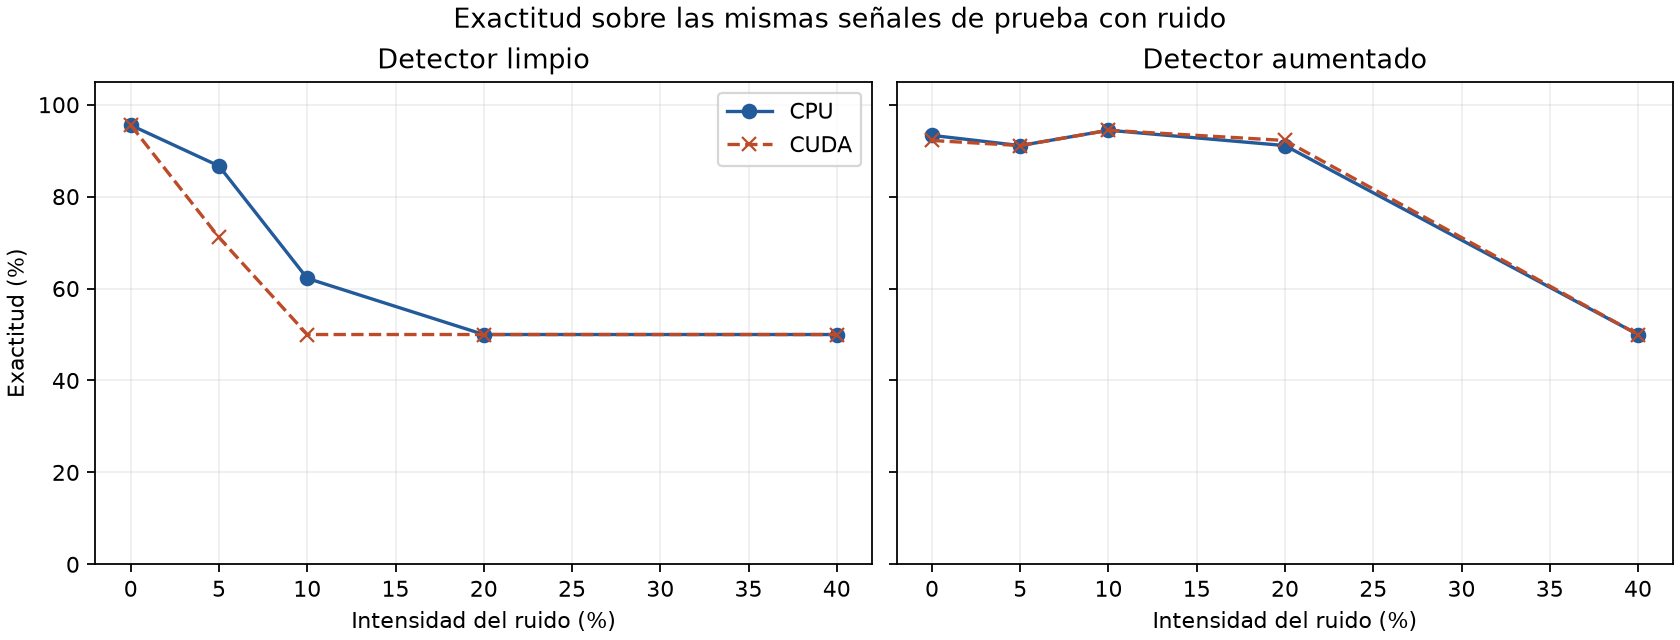 Exactitud sobre las mismas señales de prueba con ruido
Detector limpio
Detector aumentado
CPU
CUDA
Exactitud (%)
100
80
60
40
20
0
0 5 10 15 20 25 30 35 40
0 5 10 15 20 25 30 35 40
Intensidad del ruido (%)
Intensidad del ruido (%)